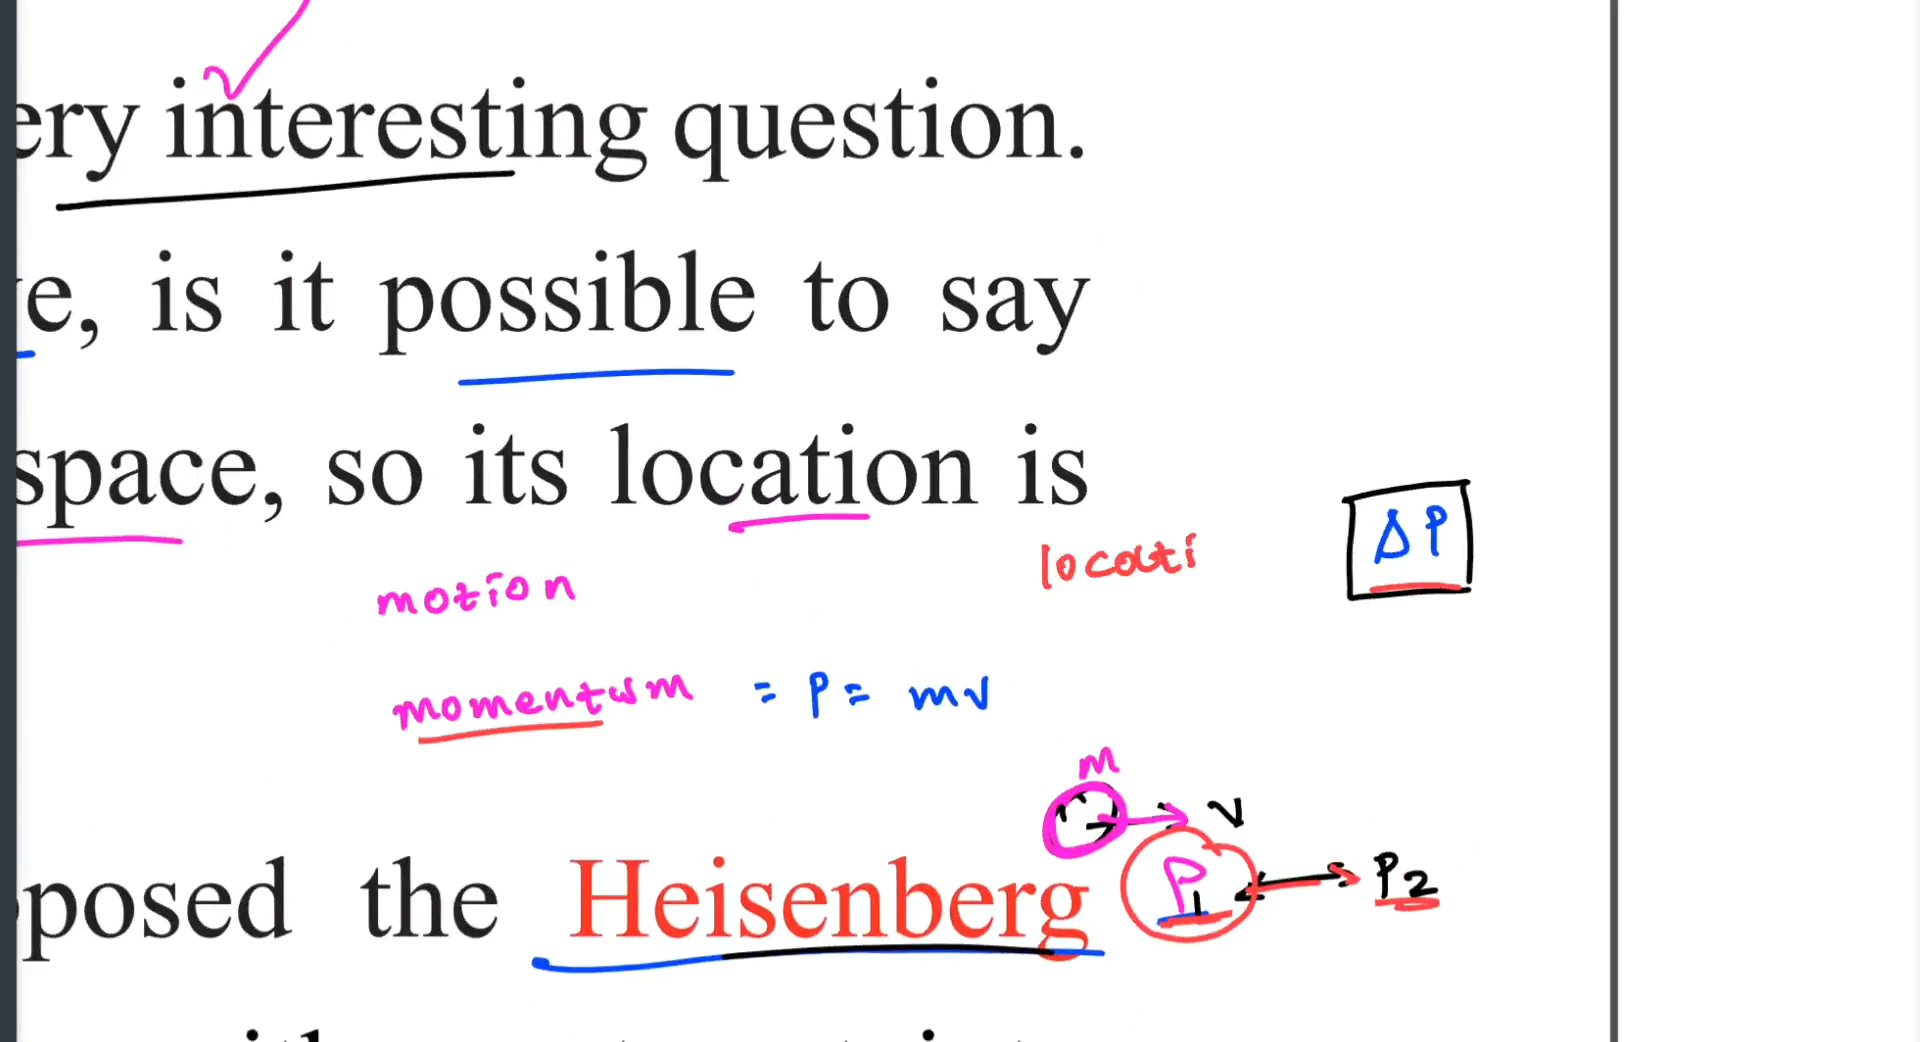 ery interesting question.
e, is it possible to say
space, so its location is
locati
ΔP
motion
momentum = P = mv
m
v
posed the Heisenberg
P1
P2